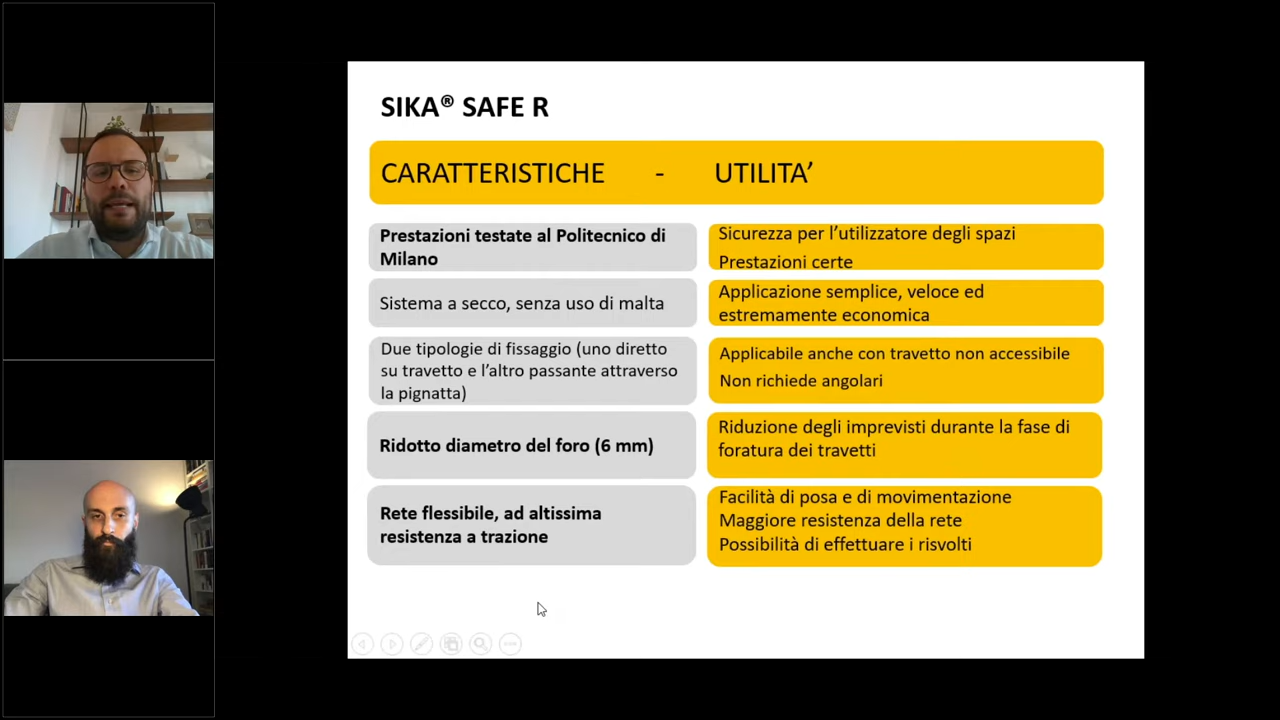 SIKA® SAFE R
CARATTERISTICHE - UTILITA’
Prestazioni testate al Politecnico di
Milano
Sicurezza per l’utilizzatore degli spazi
Prestazioni certe
Sistema a secco, senza uso di malta
Applicazione semplice, veloce ed
estremamente economica
Due tipologie di fissaggio (uno diretto
su travetto e l’altro passante attraverso
la pignatta)
Applicabile anche con travetto non accessibile
Non richiede angolari
Ridotto diametro del foro (6 mm)
Riduzione degli imprevisti durante la fase di
foratura dei travetti
Rete flessibile, ad altissima
resistenza a trazione
Facilità di posa e di movimentazione
Maggiore resistenza della rete
Possibilità di effettuare i risvolti